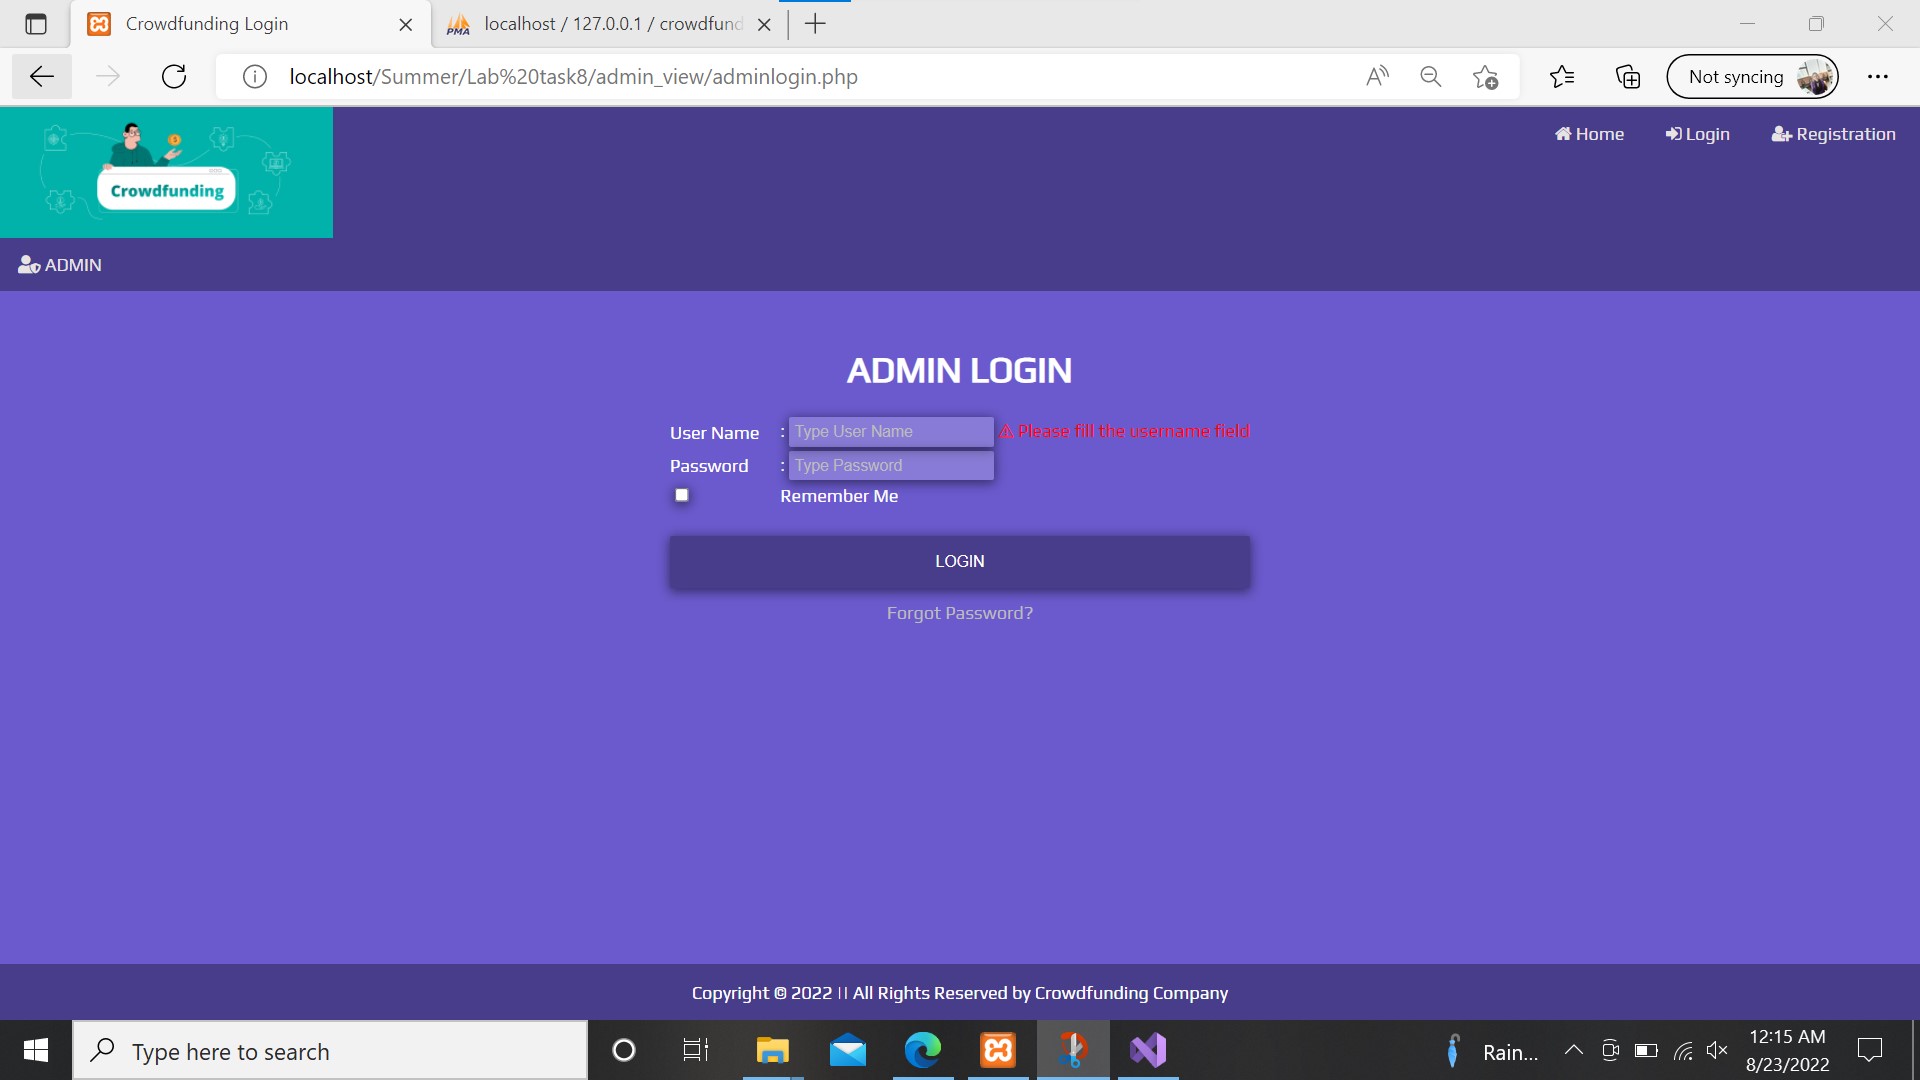 Crowdfunding Login
localhost / 127.0.0.1 / crowdfund
localhost/Summer/Lab%20task8/admin_view/adminlogin.php
Not syncing
Crowdfunding
Home Login Registration
ADMIN
ADMIN LOGIN
User Name : Type User Name Please fill the username field
Password : Type Password
Remember Me
LOGIN
Forgot Password?
Copyright © 2022 || All Rights Reserved by Crowdfunding Company
Type here to search
Rain...
12:15 AM
8/23/2022